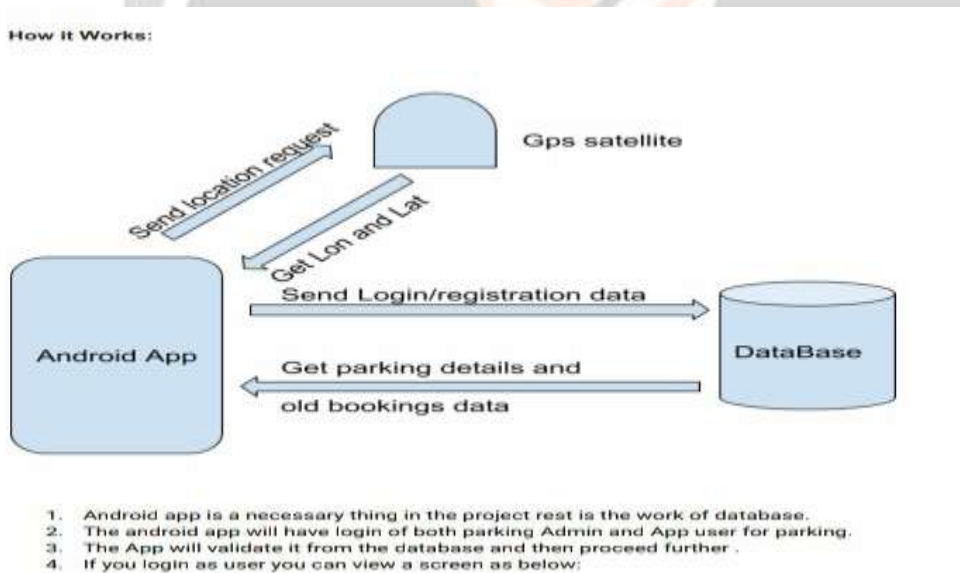 How it Works:
Send location request
Gps satellite
Get Lon and Lat
Send Login/registration data
Android App
DataBase
Get parking details and
old bookings data
1. Android app is a necessary thing in the project rest is the work of database.
2. The android app will have login of both parking Admin and App user for parking.
3. The App will validate it from the database and then proceed further .
4. If you login as user you can view a screen as below: